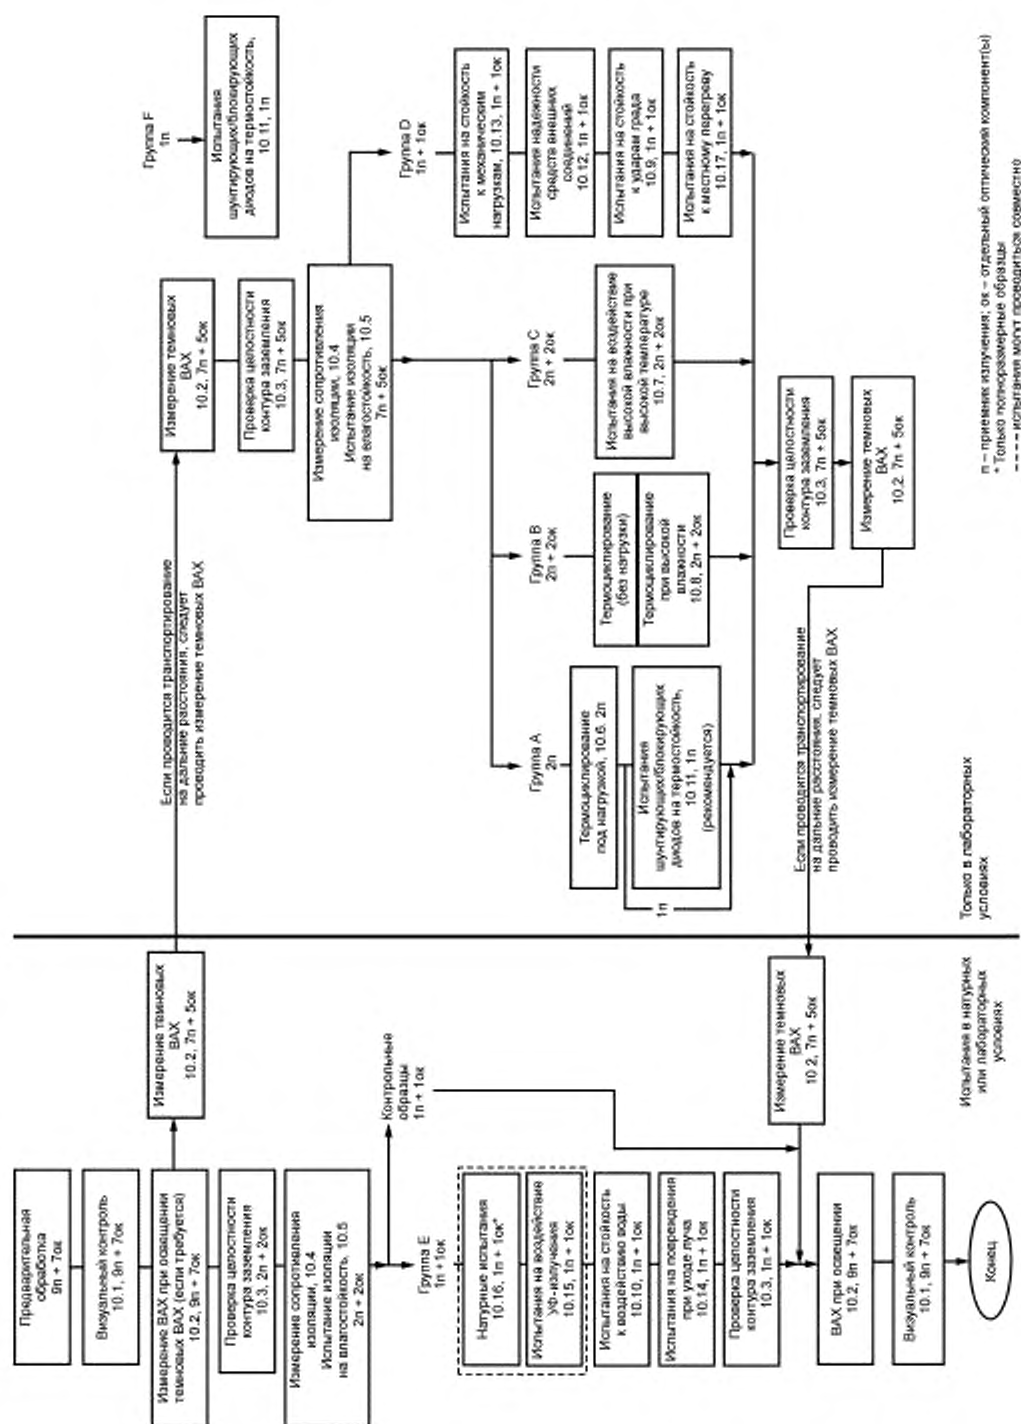 Предварительная
обработка
9п + 7ок
Визуальный контроль
10.1, 9п + 7ок
Измерение ВАХ при освещении
темновых ВАХ (если требуется)
10.2, 9п + 7ок
Проверка целостности
контура заземления
10.3, 2п + 2ок
Измерение сопротивления
изоляции, 10.4
Испытание изоляции
на влагостойкость, 10.5
2п + 2ок
Измерение темновых
ВАХ
10.2, 7п + 5ок
Контрольные
образцы
1п + 1ок
Группа Е
1п + 1ок
Натурные испытания
10.16, 1п + 1ок*
Испытания на воздействие
УФ-излучения
10.15, 1п + 1ок
Испытания на стойкость
к воздействию воды
10.10, 1п + 1ок
Испытания на повреждения
при уходе луча
10.14, 1п + 1ок
Проверка целостности
контура заземления
10.3, 1п + 1ок
Измерение темновых
ВАХ
10.2, 7п + 5ок
ВАХ при освещении
10.2, 9п + 7ок
Визуальный контроль
10.1, 9п + 7ок
Конец
Испытания в натурных
или лабораторных
условиях
Если проводится транспортирование
на дальние расстояния, следует
проводить измерение темновых ВАХ
Измерение темновых
ВАХ
10.2, 7п + 5ок
Проверка целостности
контура заземления
10.3, 7п + 5ок
Измерение сопротивления
изоляции, 10.4
Испытание изоляции
на влагостойкость, 10.5
7п + 5ок
Группа F
1п
Испытания
шунтирующих/блокирующих
диодов на термостойкость,
10.11, 1п
Группа А
2п
Термоциклирование
под нагрузкой, 10.6. 2п
Испытания
шунтирующих/блокирующих
диодов на термостойкость,
10.11, 1п
(рекомендуется)
1п
Группа В
2п + 2ок
Термоциклирование
(без нагрузки)
Термоциклирование
при высокой
влажности
10.8, 2п + 2ок
Группа С
2п + 2ок
Испытания на воздействие
высокой влажности при
высокой температуре
10.7, 2п + 2ок
Группа D
1п + 1ок
Испытания на стойкость
к механическим
нагрузкам, 10.13, 1п + 1ок
Испытания надежности
средств внешних
соединений
10.12, 1п + 1ок
Испытания на стойкость
к ударам града
10.9, 1п + 1ок
Испытания на стойкость
к местному перегреву
10.17, 1п + 1ок
Проверка целостности
контура заземления
10.3, 7п + 5ок
Измерение темновых
ВАХ
10.2. 7п + 5ок
Если проводится транспортирование
на дальние расстояния, следует
проводить измерение темновых ВАХ
Только в лабораторных
условиях
п – приемник излучения; ок – отдельный оптический компонент(ы)
* Только полноразмерные образцы
– – – – испытания могут проводиться совместно